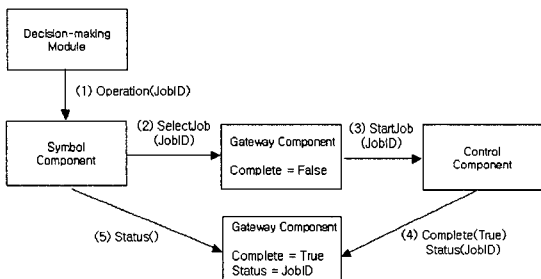 Decision-making
Module
(1) Operation(JobID)
Symbol
Component
(2) SelectJob
(JobID)
Gateway Component
Complete = False
(3) StartJob
(JobID)
Control
Component
(5) Status()
Gateway Component
Complete = True
Status = JobID
(4) Complete(True)
Status(JobID)